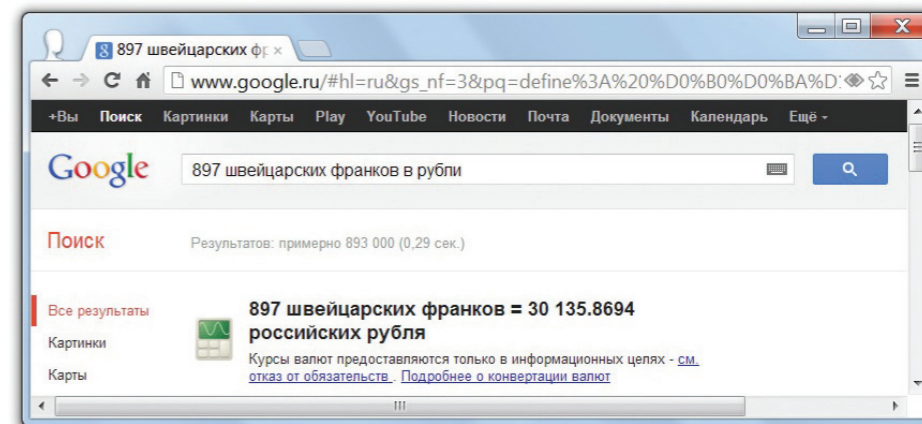 897 швейцарских фр
www.google.ru/#hl=ru&gs_nf=3&pq=define%3A%20%D0%B0%D0%BA%D1
+Вы Поиск Картинки Карты Play YouTube Новости Почта Документы Календарь Ещё
Google 897 швейцарских франков в рубли
Поиск Результатов: примерно 893 000 (0,29 сек.)
Все результаты
Картинки
Карты
897 швейцарских франков = 30 135.8694
российских рубля
Курсы валют предоставляются только в информационных целях - см.
отказ от обязательств . Подробнее о конвертации валют